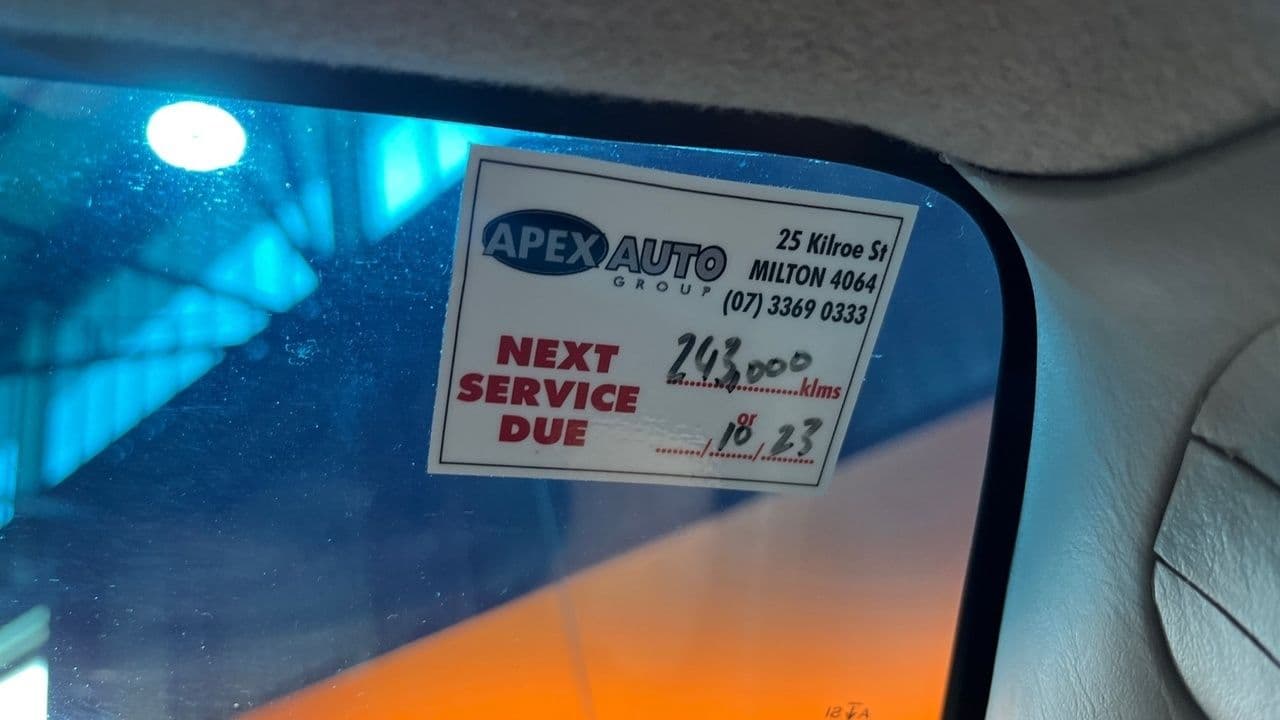 APEX AUTO
GROUP
25 Kilroe St
MILTON 4064
(07) 3369 0333
NEXT
SERVICE
DUE
243,000 klms
or
....../10/23